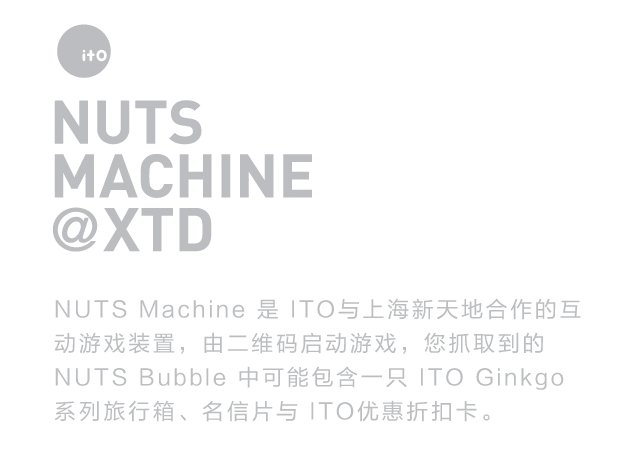 ito
NUTS
MACHINE
@XTD
NUTS Machine 是 ITO与上海新天地合作的互
动游戏装置，由二维码启动游戏，您抓取到的
NUTS Bubble 中可能包含一只 ITO Ginkgo
系列旅行箱、名信片与 ITO优惠折扣卡。